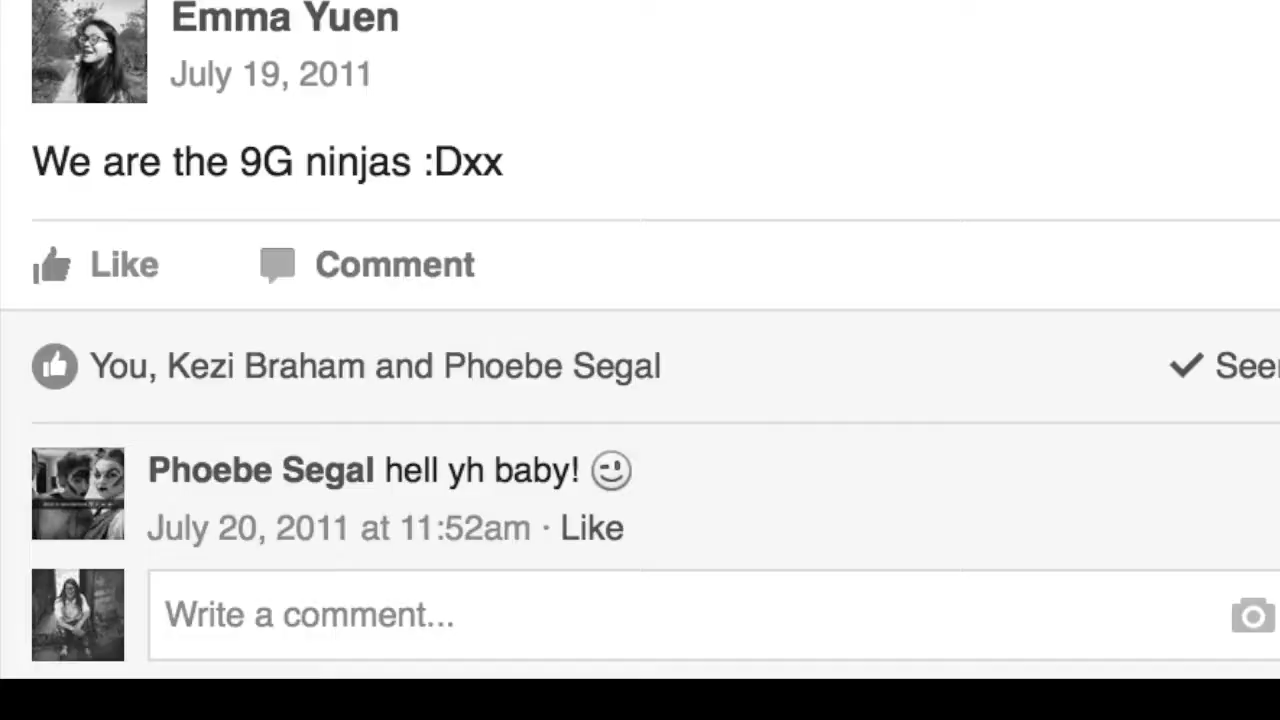 Emma Yuen
July 19, 2011
We are the 9G ninjas :Dxx
Like Comment
You, Kezi Braham and Phoebe Segal
Phoebe Segal hell yh baby!
July 20, 2011 at 11:52am · Like
Write a comment...